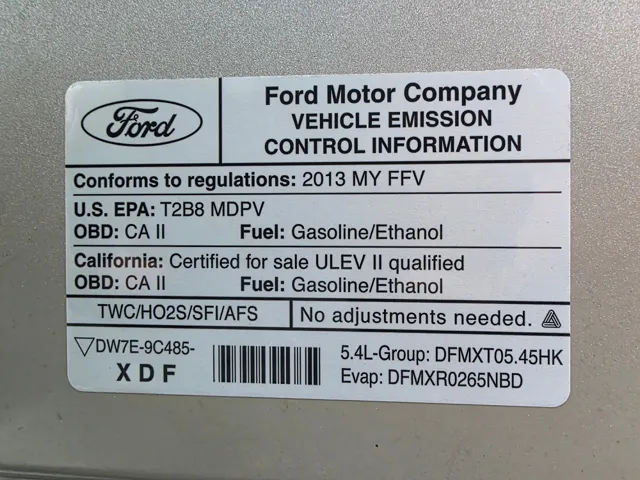 Ford
Ford Motor Company
VEHICLE EMISSION
CONTROL INFORMATION
Conforms to regulations: 2013 MY FFV
U.S. EPA: T2B8 MDPV
OBD: CA II Fuel: Gasoline/Ethanol
California: Certified for sale ULEV II qualified
OBD: CA II Fuel: Gasoline/Ethanol
TWC/HO2S/SFI/AFS No adjustments needed.
DW7E-9C485-
XDF
5.4L-Group: DFMXT05.45HK
Evap: DFMXR0265NBD